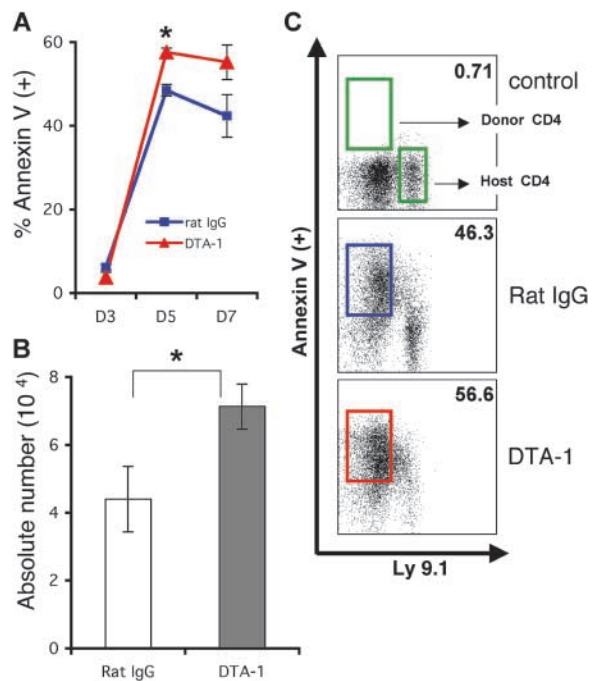 A
% Annexin V (+)
60
40
20
0
*
rat IgG
DTA-1
D3 D5 D7
B
Absolute number (10 4)
8
6
4
2
0
*
Rat IgG DTA-1
C
Annexin V (+)
0.71
control
Donor CD4
Host CD4
46.3
Rat IgG
56.6
DTA-1
Ly 9.1